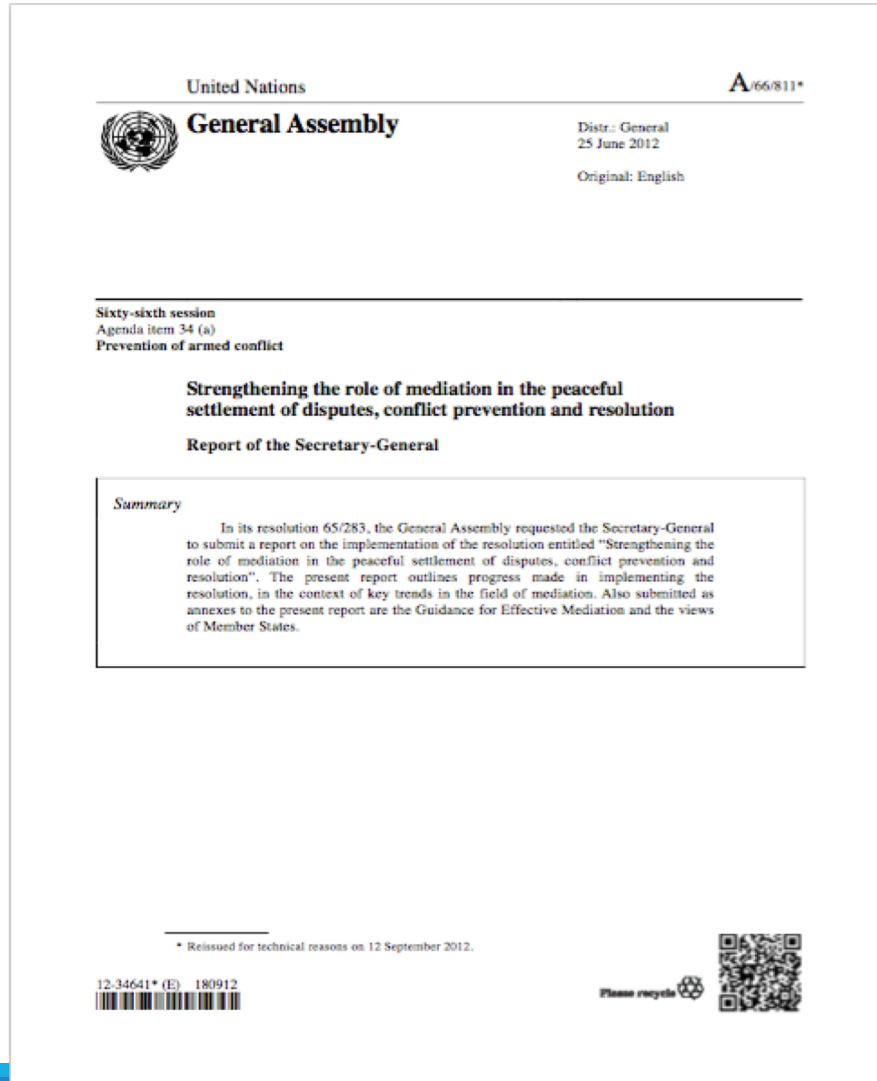 United Nations
A/66/811*
General Assembly
Distr.: General
25 June 2012
Original: English
Sixty-sixth session
Agenda item 34 (a)
Prevention of armed conflict
Strengthening the role of mediation in the peaceful
settlement of disputes, conflict prevention and resolution
Report of the Secretary-General
Summary
In its resolution 65/283, the General Assembly requested the Secretary-General
to submit a report on the implementation of the resolution entitled "Strengthening the
role of mediation in the peaceful settlement of disputes, conflict prevention and
resolution". The present report outlines progress made in implementing the
resolution, in the context of key trends in the field of mediation. Also submitted as
annexes to the present report are the Guidance for Effective Mediation and the views
of Member States.
* Reissued for technical reasons on 12 September 2012.
12-34641* (E) 180912
Please recycle